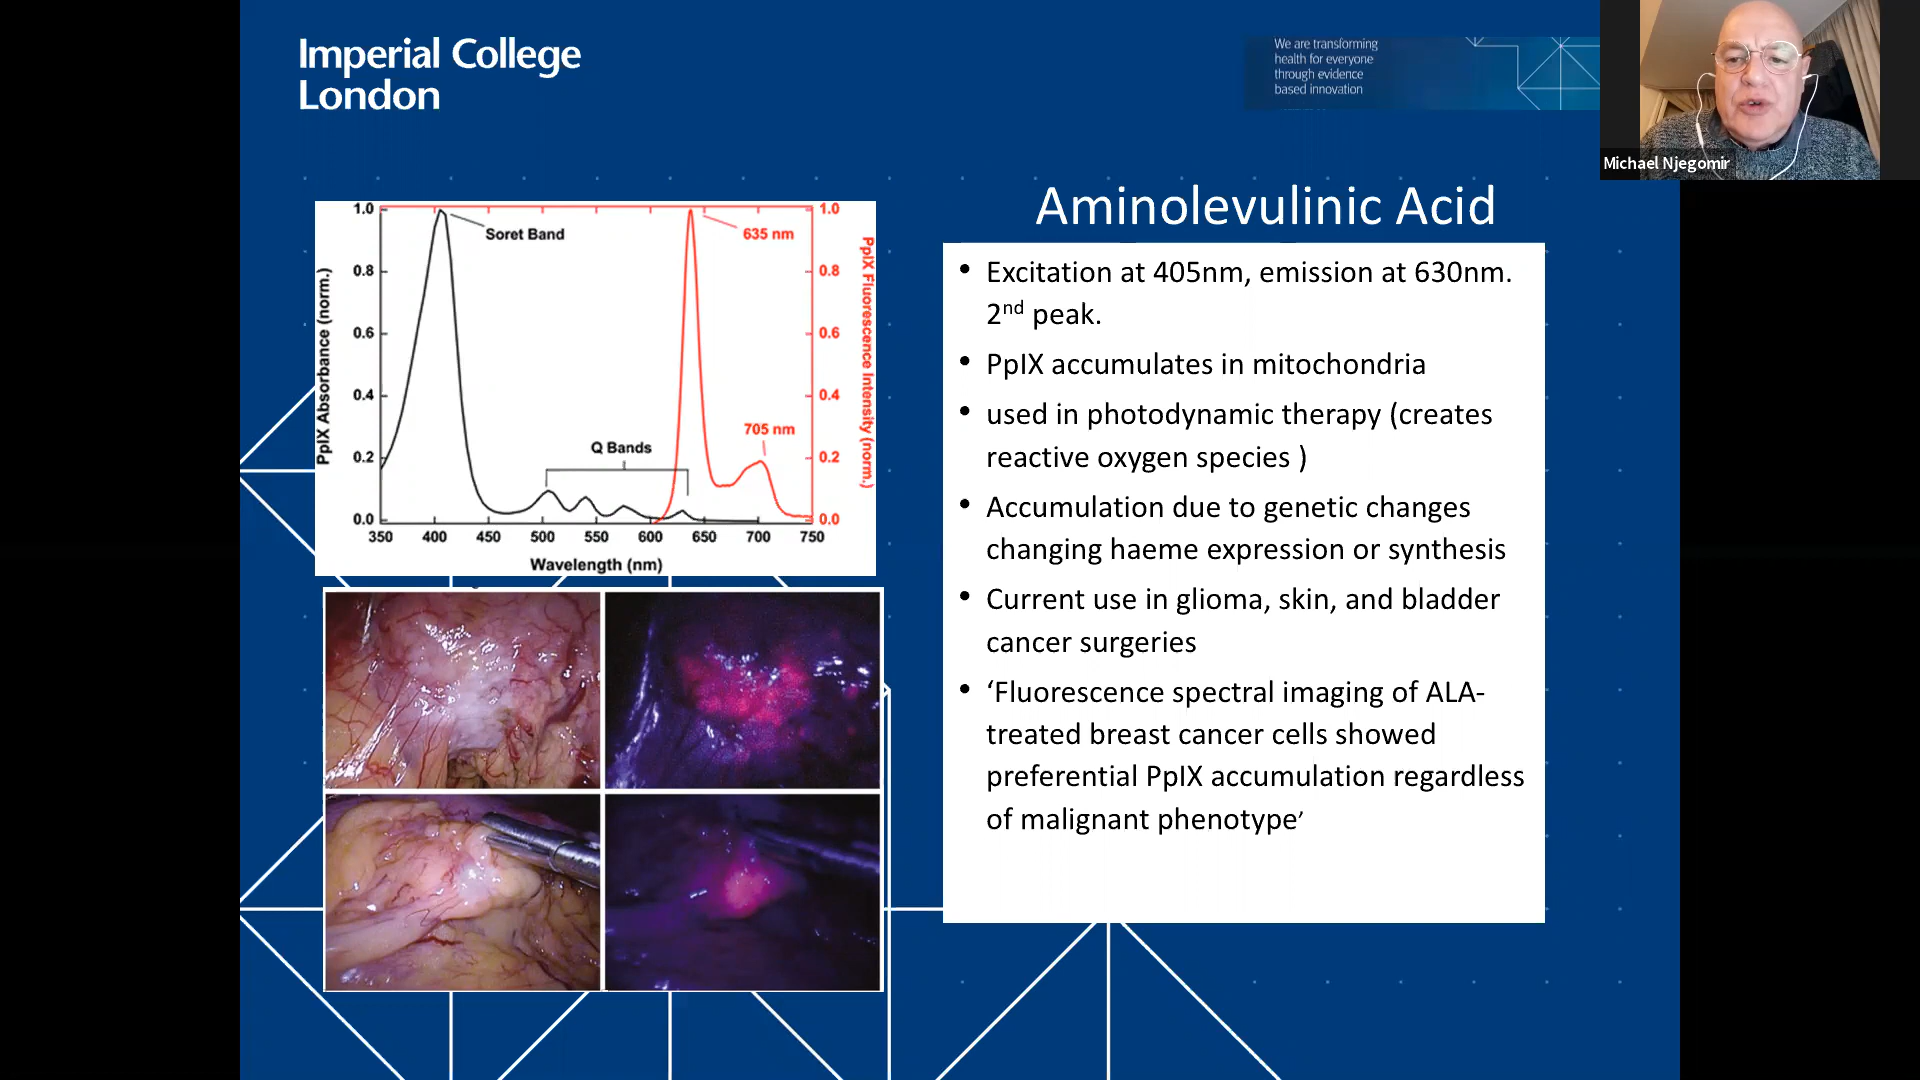 Imperial College
London
We are transforming
health for everyone
through evidence
based innovation
Michael Njegomir
Aminolevulinic Acid
1.0
0.8
0.6
0.4
0.2
0.0
PpIX Absorbance (norm.)
Soret Band
Q Bands
635 nm
705 nm
1.0
0.8
0.6
0.4
0.2
0.0
PpIX Fluorescence Intensity (norm.)
350 400 450 500 550 600 650 700 750
Wavelength (nm)
• Excitation at 405nm, emission at 630nm.
2nd peak.
• PpIX accumulates in mitochondria
• used in photodynamic therapy (creates
reactive oxygen species )
• Accumulation due to genetic changes
changing haeme expression or synthesis
• Current use in glioma, skin, and bladder
cancer surgeries
• ‘Fluorescence spectral imaging of ALA-
treated breast cancer cells showed
preferential PpIX accumulation regardless
of malignant phenotype’